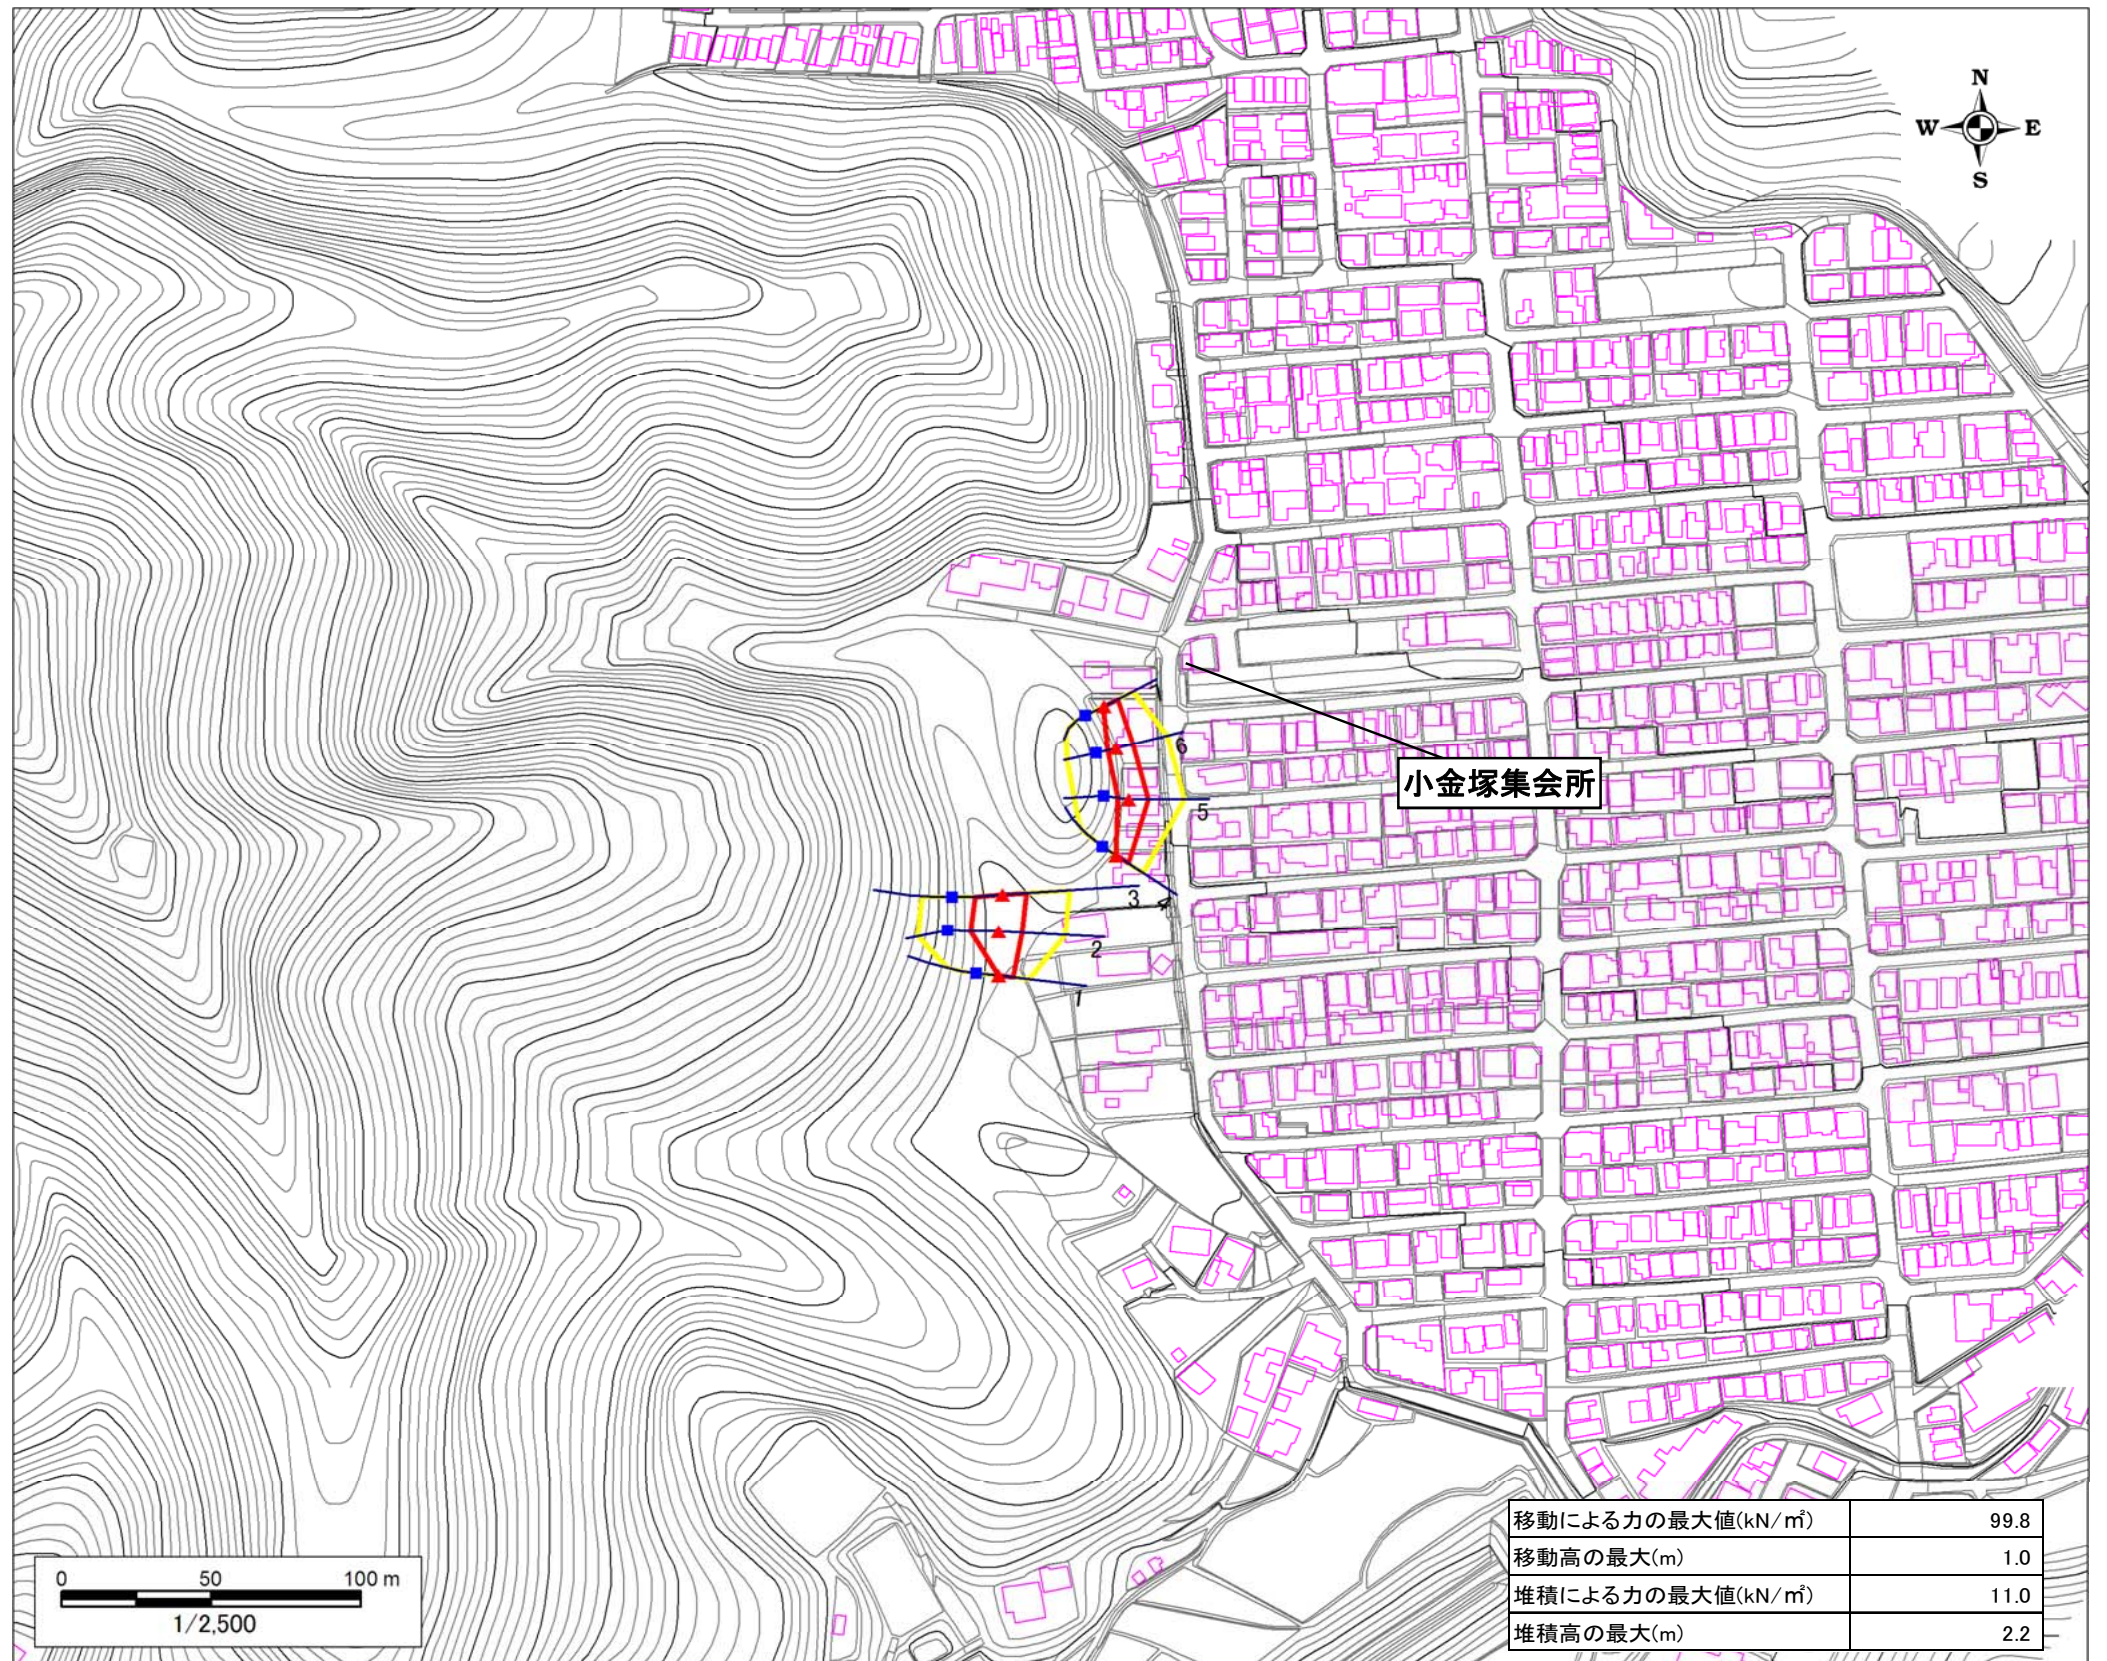 N
W E
S
6
小金塚集会所
5
3
4
2
1
移動による力の最大値(kN/㎡) 99.8
移動高の最大(m) 1.0
堆積による力の最大値(kN/㎡) 11.0
堆積高の最大(m) 2.2
0 50 100 m
1/2,500